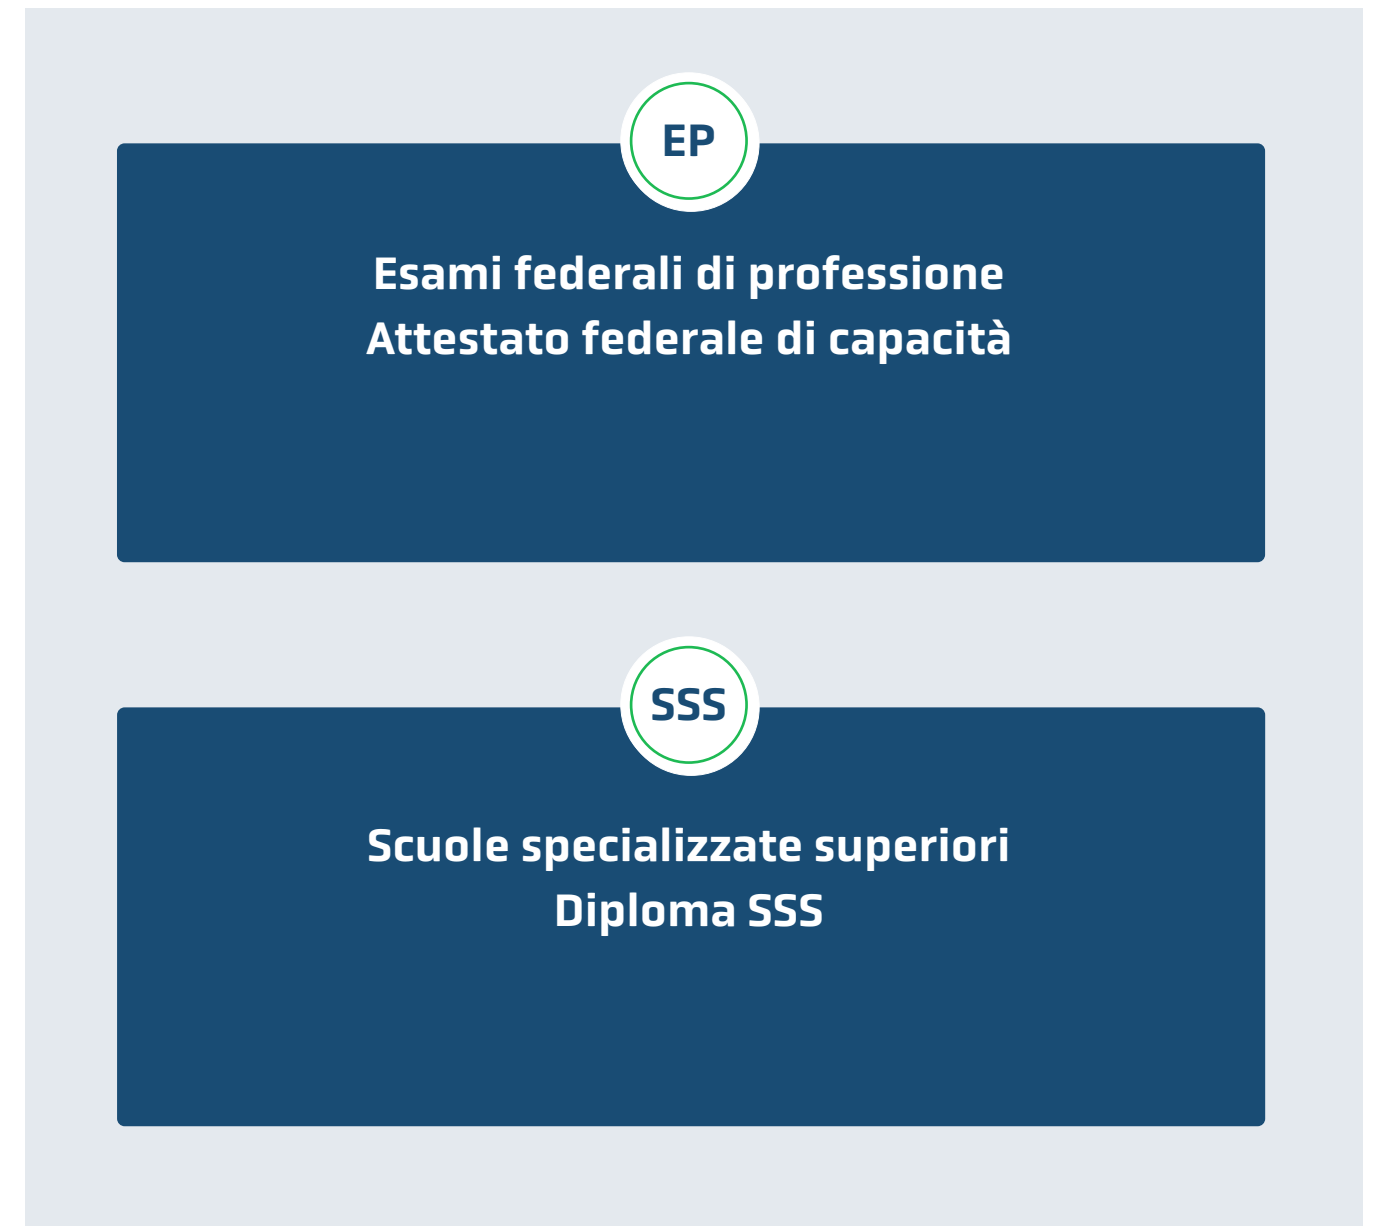 EP
Esami federali di professione
Attestato federale di capacità
SSS
Scuole specializzate superiori
Diploma SSS